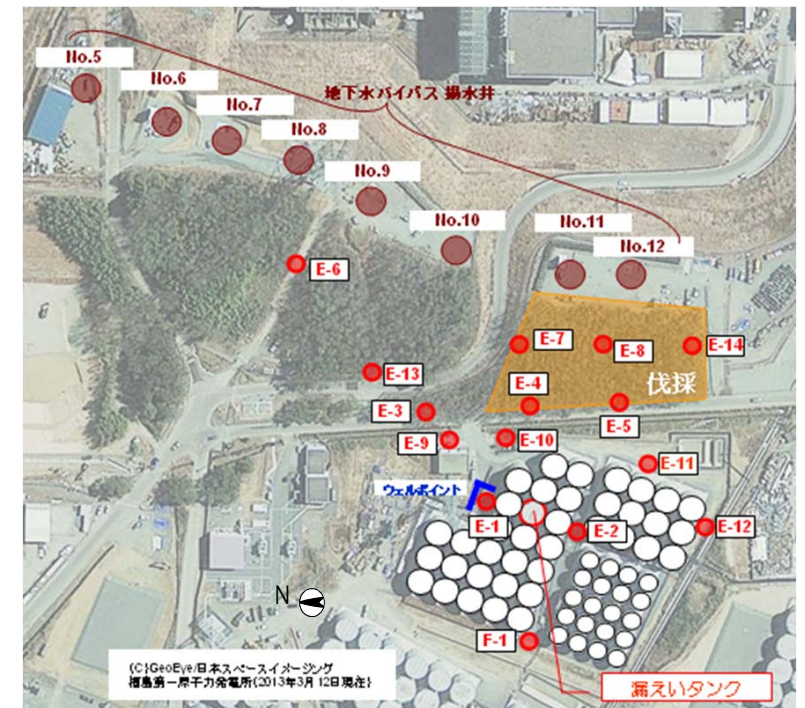 No.5
No.6
No.7
地下水バイパス 揚水井
No.8
No.9
No.10
No.11
No.12
E-6
E-7
E-8
E-14
E-13
伐採
E-4
E-3
E-5
E-9
E-10
E-11
ウェルポイント
E-1
E-2
E-12
N
F-1
(C)GeoEye/日本スペースイメージング
福島第一原子力発電所(2013年3月12日現在)
漏えいタンク